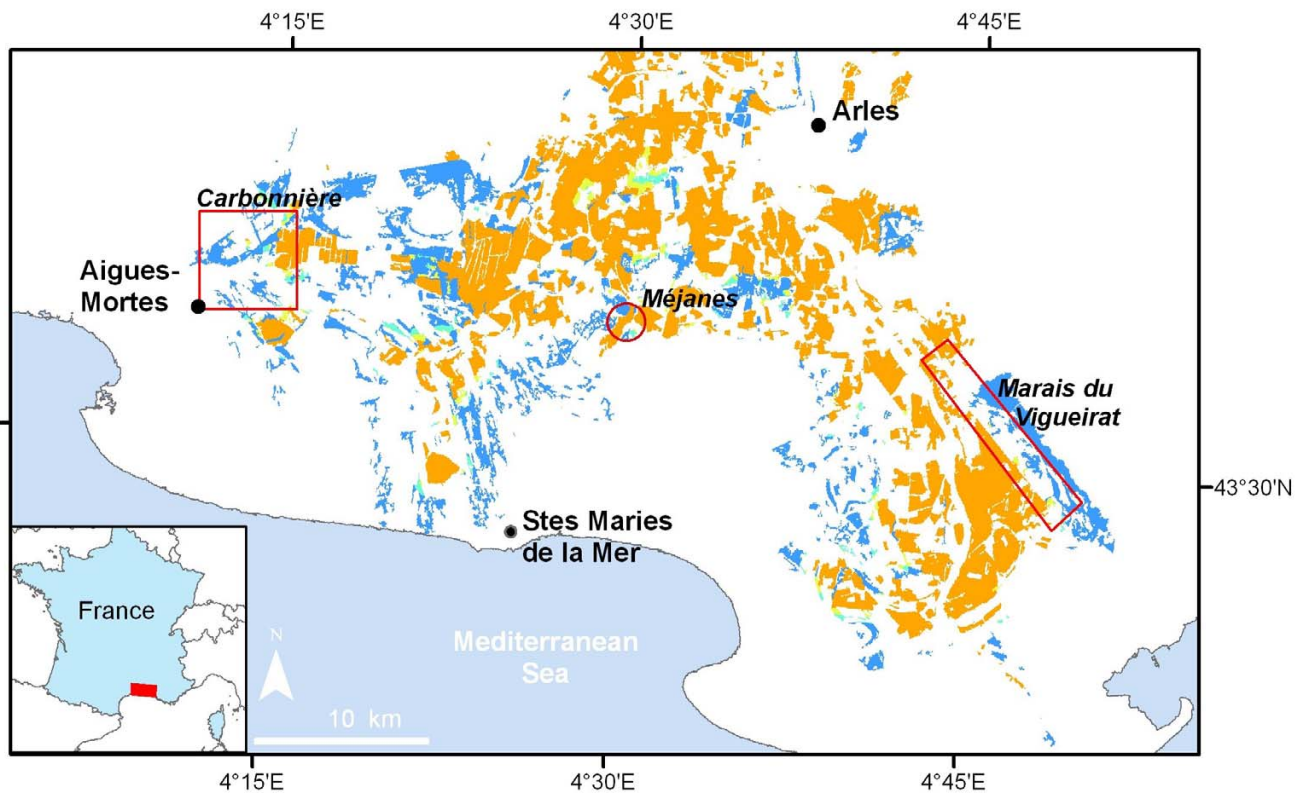 4°15'E
4°30'E
4°45'E
Arles
Carbonnière
Aigues-
Mortes
Méjanes
Marais du
Vigueirat
43°30'N
Stes Maries
de la Mer
France
N
Mediterranean
Sea
10 km
4°15'E
4°30'E
4°45'E